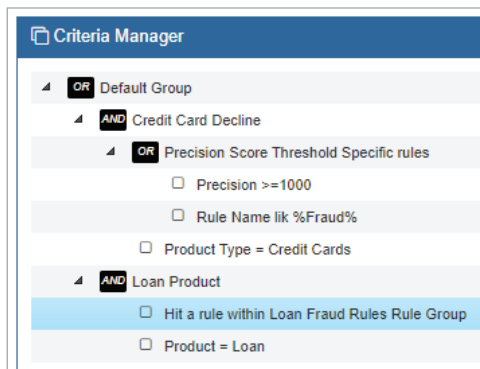 Criteria Manager
OR Default Group
AND Credit Card Decline
OR Precision Score Threshold Specific rules
Precision >=1000
Rule Name lik %Fraud%
Product Type = Credit Cards
AND Loan Product
Hit a rule within Loan Fraud Rules Rule Group
Product = Loan